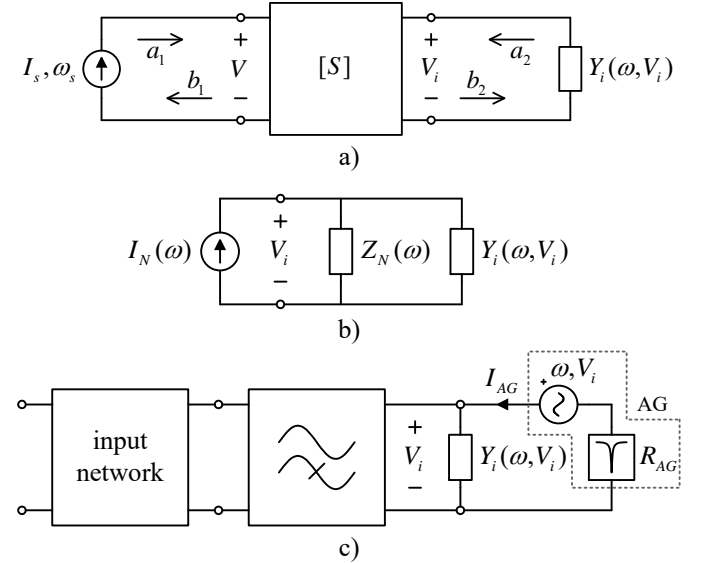 I_s, ω_s
a_1
b_1
+
V
−
[S]
+
V_i
−
a_2
b_2
Y_i(ω,V_i)
a)
I_N(ω)
+
V_i
−
Z_N(ω)
Y_i(ω,V_i)
b)
input
network
+
V_i
−
Y_i(ω,V_i)
I_AG
+
ω,V_i
AG
R_AG
c)